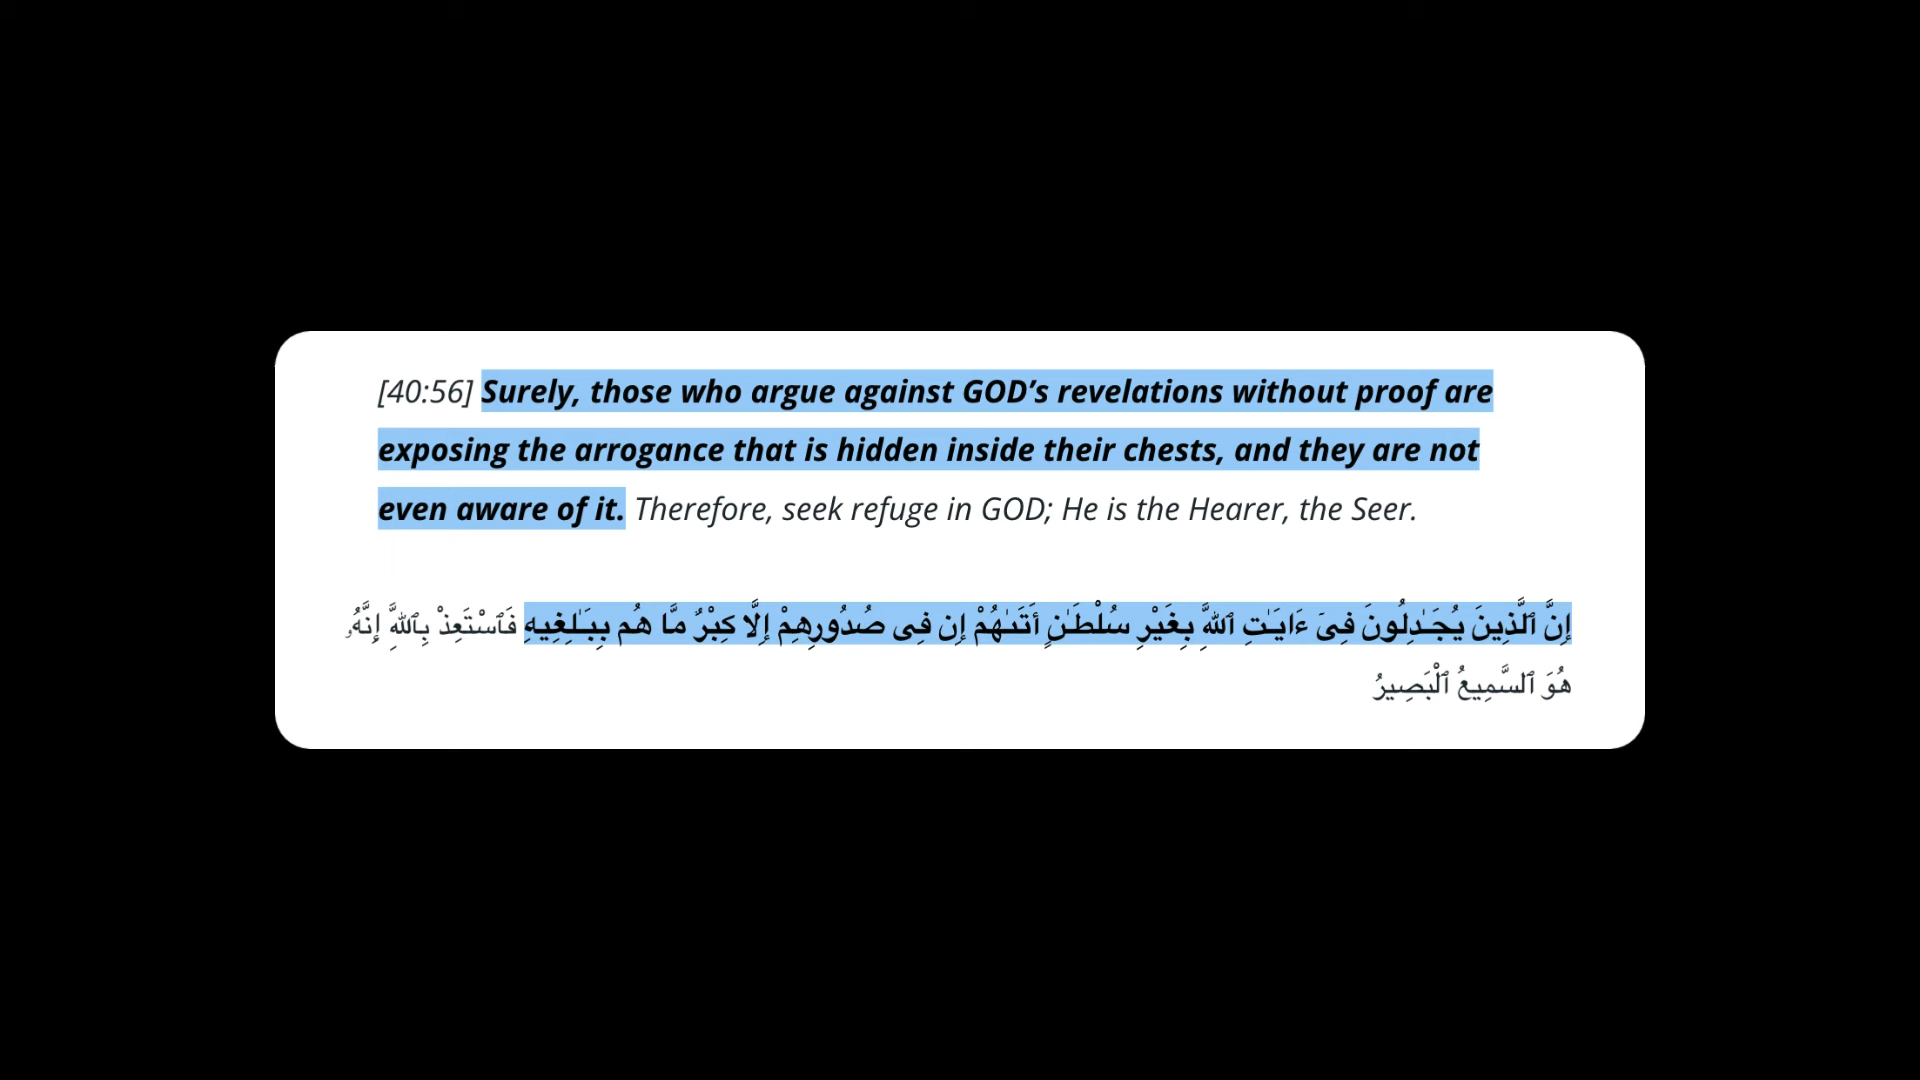 [40:56] Surely, those who argue against GOD’s revelations without proof are
exposing the arrogance that is hidden inside their chests, and they are not
even aware of it. Therefore, seek refuge in GOD; He is the Hearer, the Seer.
إِنَّ ٱلَّذِينَ يُجَـٰدِلُونَ فِىٓ ءَايَـٰتِ ٱللَّهِ بِغَيْرِ سُلْطَـٰنٍ أَتَىٰهُمْ إِن فِى صُدُورِهِمْ إِلَّا كِبْرٌ مَّا هُم بِبَـٰلِغِيهِ فَٱسْتَعِذْ بِٱللَّهِ إِنَّهُۥ
هُوَ ٱلسَّمِيعُ ٱلْبَصِيرُ